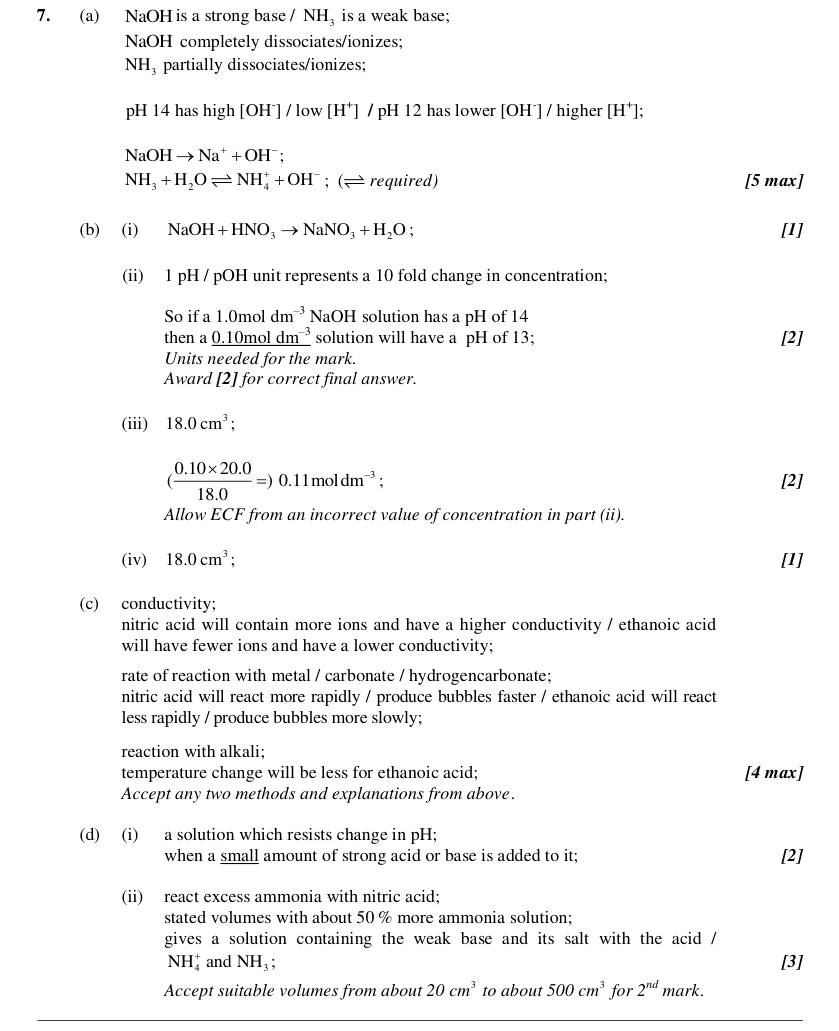 7. (a) NaOH is a strong base / NH₃ is a weak base;
NaOH completely dissociates/ionizes;
NH₃ partially dissociates/ionizes;
pH 14 has high [OH⁻] / low [H⁺] / pH 12 has lower [OH⁻] / higher [H⁺];
NaOH → Na⁺ + OH⁻;
NH₃ + H₂O ⇌ NH₄⁺ + OH⁻; (⇌ required) [5 max]
(b) (i) NaOH + HNO₃ → NaNO₃ + H₂O; [1]
(ii) 1 pH / pOH unit represents a 10 fold change in concentration;
So if a 1.0mol dm⁻³ NaOH solution has a pH of 14
then a 0.10mol dm⁻³ solution will have a pH of 13; [2]
Units needed for the mark.
Award [2] for correct final answer.
(iii) 18.0 cm³;
(0.10 × 20.0 / 18.0 =) 0.11 mol dm⁻³; [2]
Allow ECF from an incorrect value of concentration in part (ii).
(iv) 18.0 cm³; [1]
(c) conductivity;
nitric acid will contain more ions and have a higher conductivity / ethanoic acid
will have fewer ions and have a lower conductivity;
rate of reaction with metal / carbonate / hydrogencarbonate;
nitric acid will react more rapidly / produce bubbles faster / ethanoic acid will react
less rapidly / produce bubbles more slowly;
reaction with alkali;
temperature change will be less for ethanoic acid; [4 max]
Accept any two methods and explanations from above.
(d) (i) a solution which resists change in pH;
when a small amount of strong acid or base is added to it; [2]
(ii) react excess ammonia with nitric acid;
stated volumes with about 50 % more ammonia solution;
gives a solution containing the weak base and its salt with the acid /
NH₄⁺ and NH₃; [3]
Accept suitable volumes from about 20 cm³ to about 500 cm³ for 2ⁿᵈ mark.